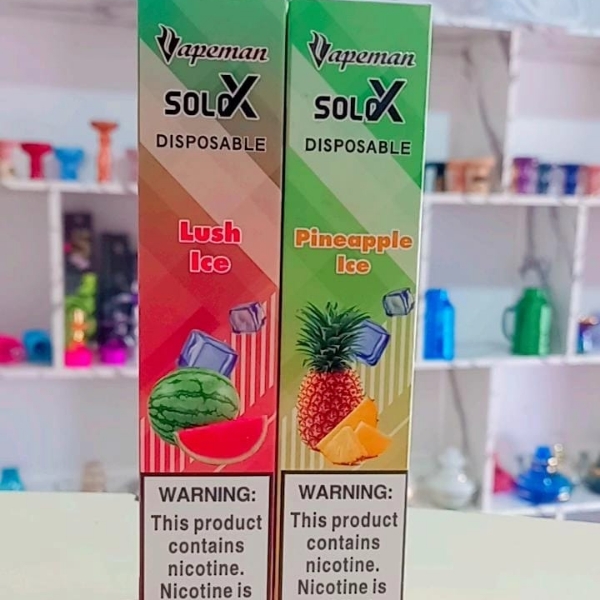 Vapeman
SOLO X
DISPOSABLE
Lush
Ice
WARNING:
This product
contains
nicotine.
Nicotine is
Vapeman
SOLO X
DISPOSABLE
Pineapple
Ice
WARNING:
This product
contains
nicotine.
Nicotine is